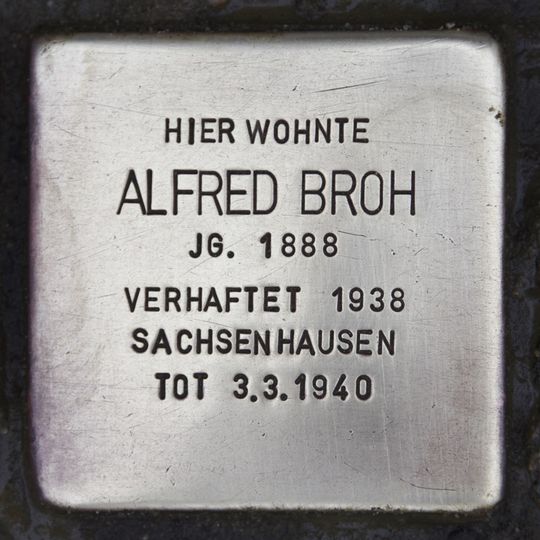 HIER WOHNTE
ALFRED BROH
JG. 1888
VERHAFTET 1938
SACHSENHAUSEN
TOT 3.3.1940